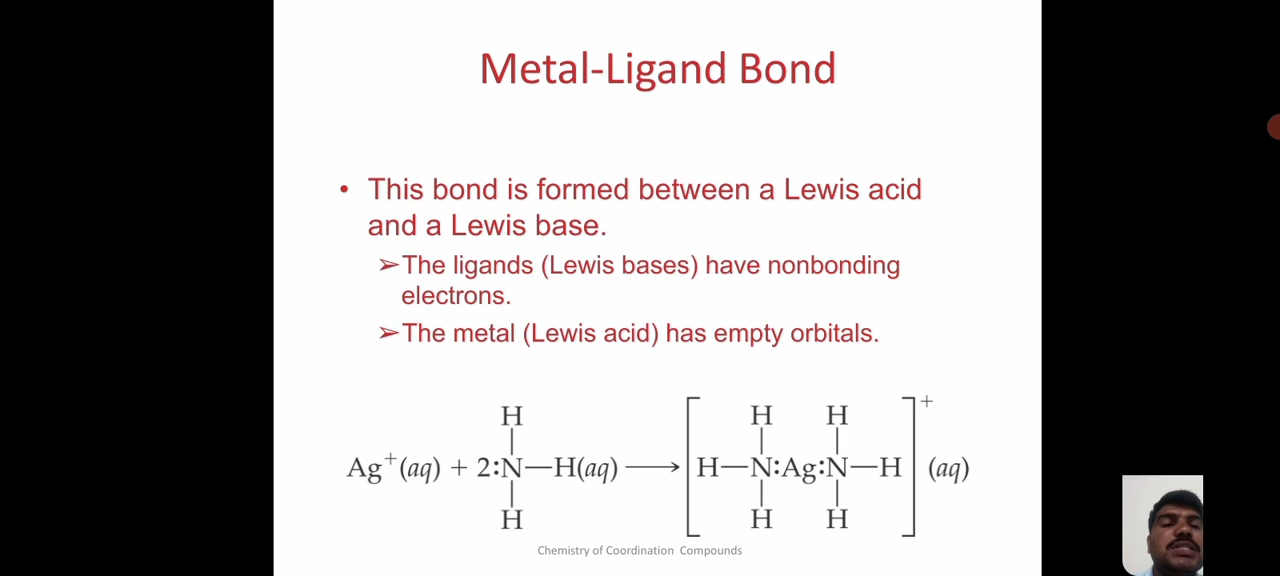 Metal-Ligand Bond
• This bond is formed between a Lewis acid
and a Lewis base.
➢The ligands (Lewis bases) have nonbonding
electrons.
➢The metal (Lewis acid) has empty orbitals.
H H H
Ag⁺(aq) + 2:N—H(aq) ⟶ [H—N:Ag:N—H]⁺ (aq)
H H H
Chemistry of Coordination Compounds